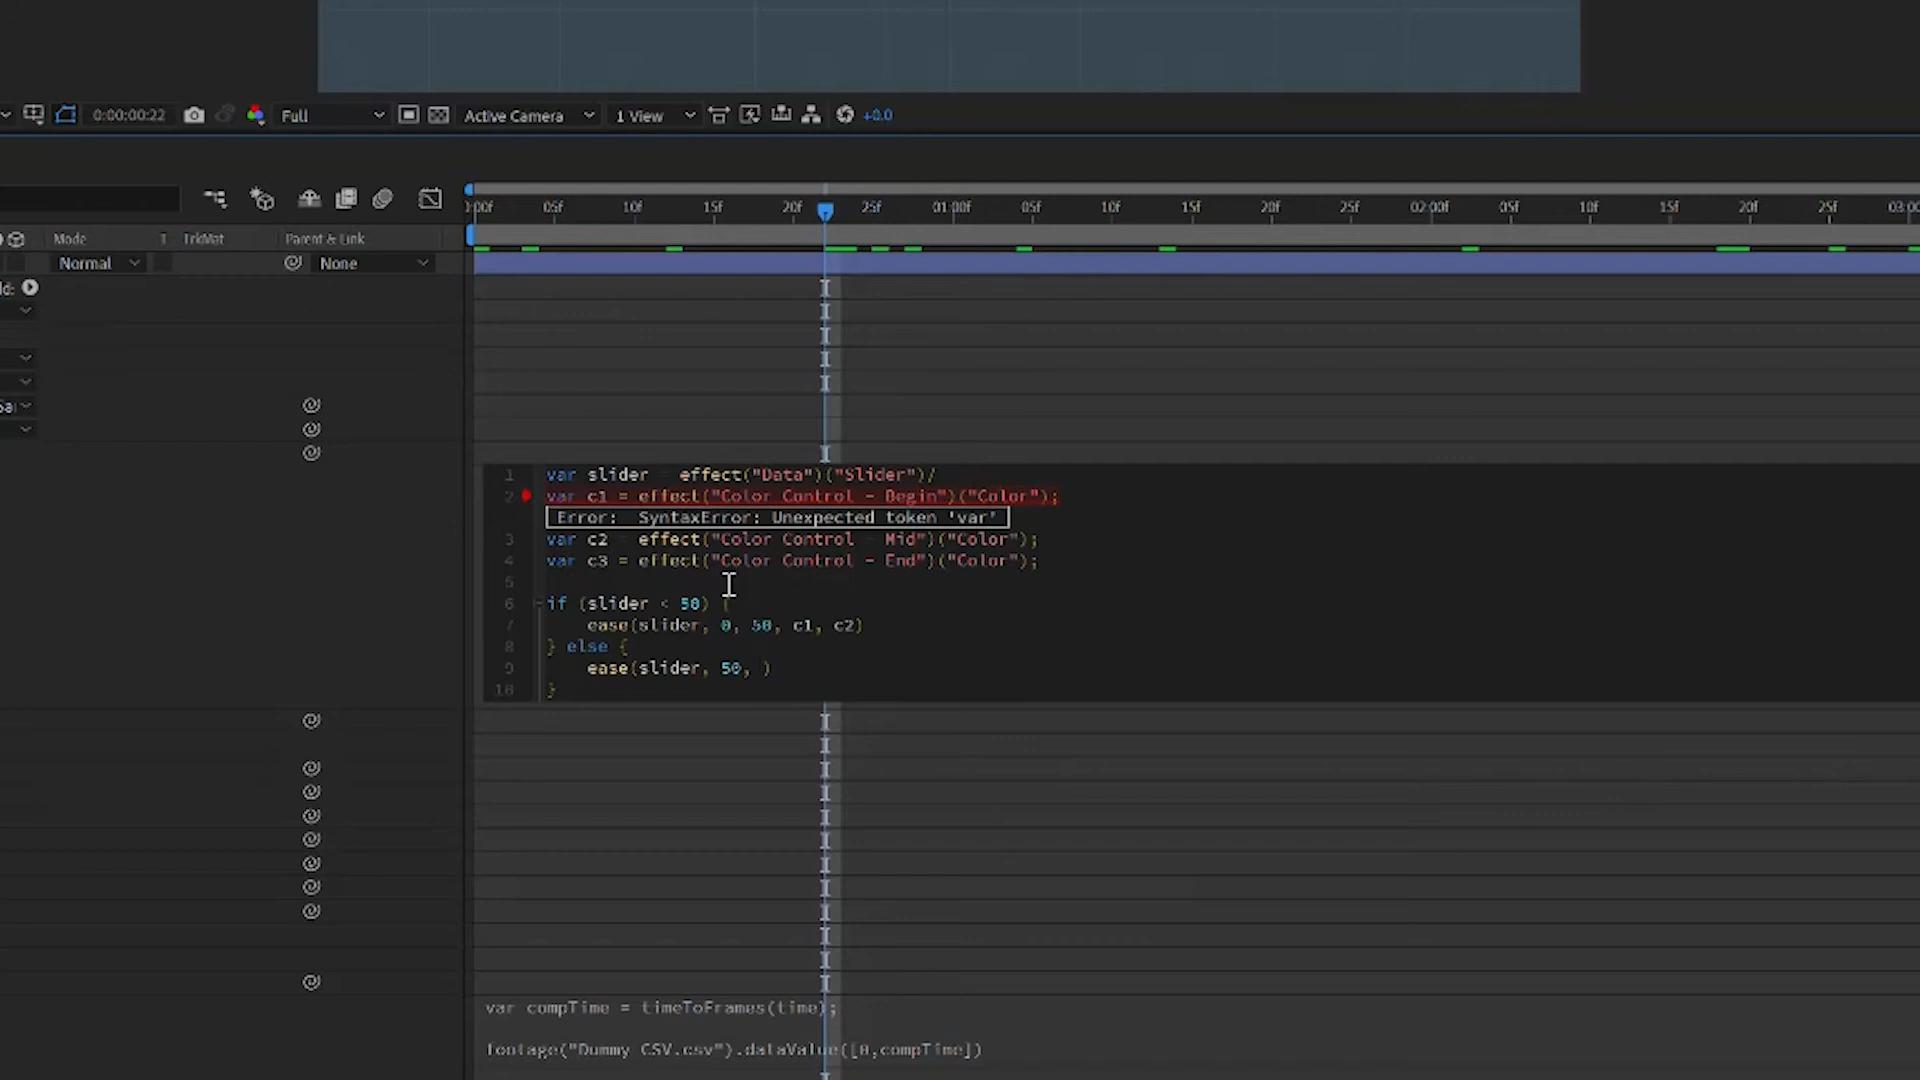 0:00:00:22 Full Active Camera 1 View +0.0
0:00f 05f 10f 15f 20f 25f 01:00f 05f 10f 15f 20f 25f 02:00f 05f 10f 15f 20f 25f 03:00
Mode T TrkMat Parent & Link
Normal None
1 var slider = effect("Data")("Slider")/
2 var c1 = effect("Color Control - Begin")("Color");
Error: SyntaxError: Unexpected token 'var'
3 var c2 = effect("Color Control - Mid")("Color");
4 var c3 = effect("Color Control - End")("Color");
5
6 if (slider < 50) {
7 ease(slider, 0, 50, c1, c2)
8 } else {
9 ease(slider, 50, )
10 }
var compTime = timeToFrames(time);
footage("Dummy CSV.csv").dataValue([0,compTime])